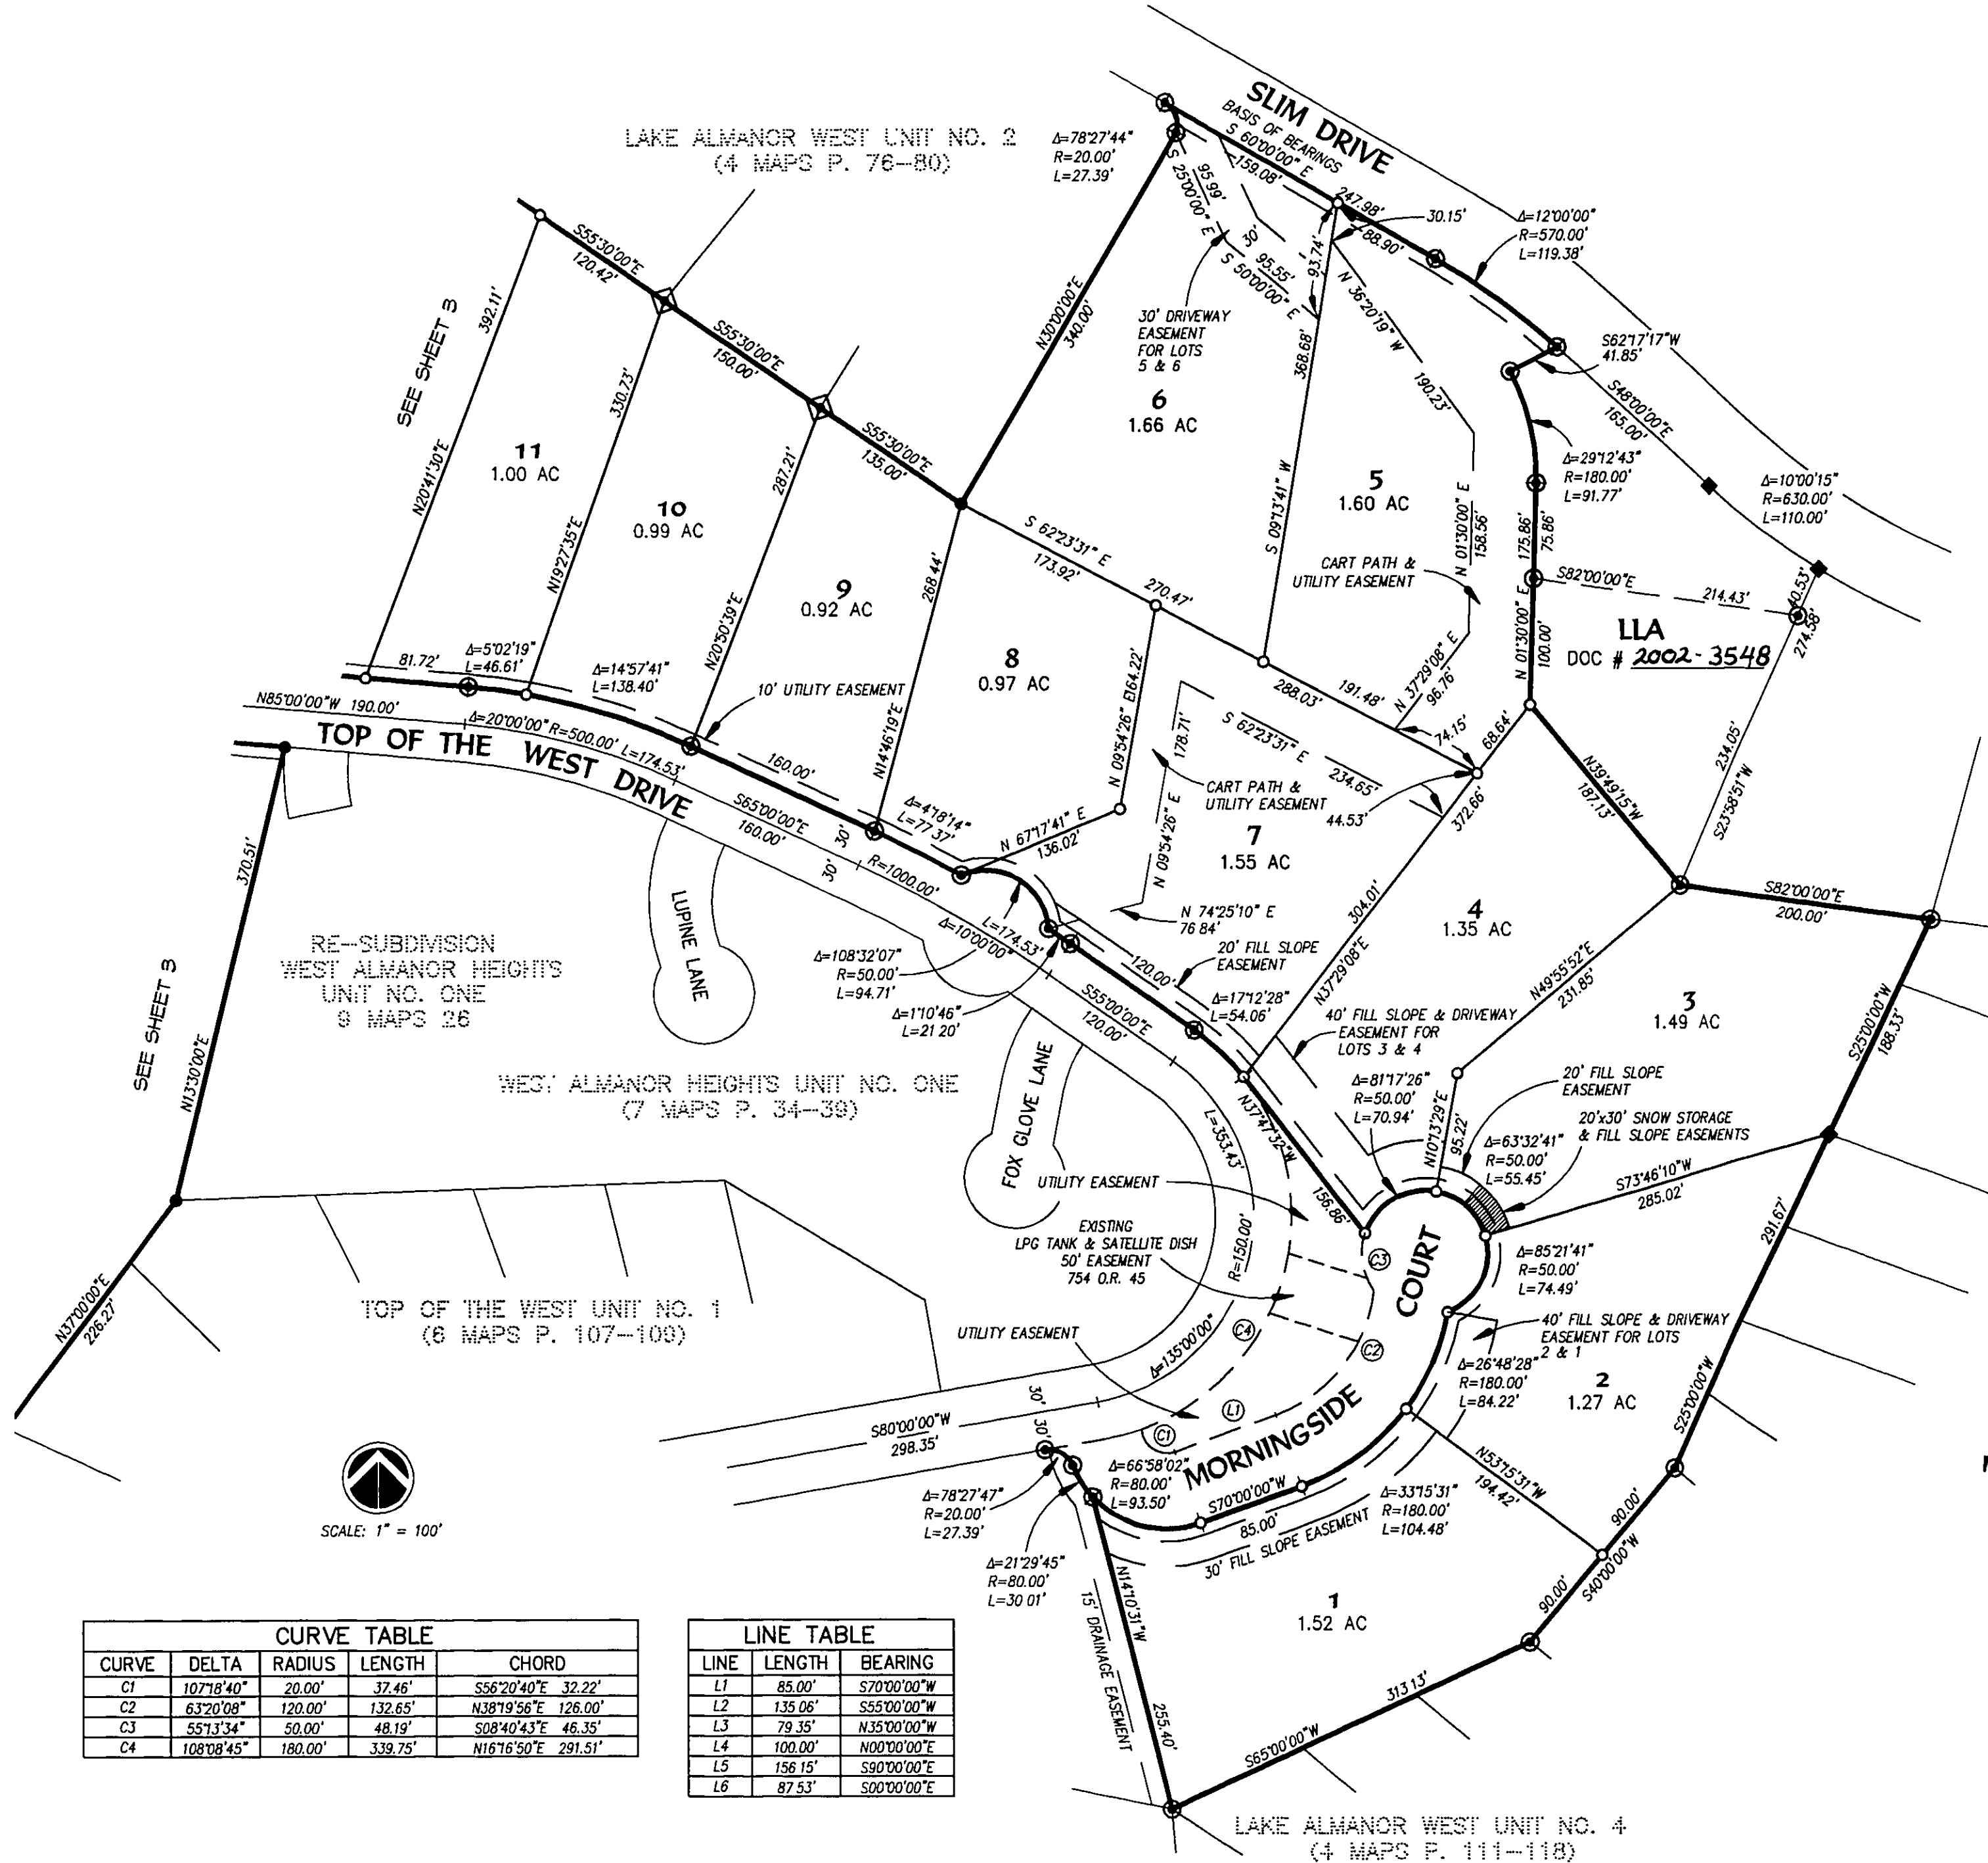 SLIM DRIVE
BASIS OF BEARINGS
S 60°00'00" E
159.08'
247.98'
88.90'
30.15'
LAKE ALMANOR WEST UNIT NO. 2
(4 MAPS P. 76--80)
Δ=78°27'44"
R=20.00'
L=27.39'
S 25°00'00" E
95.99'
30'
95.55'
S 50°00'00" E
93.74'
Δ=12°00'00"
R=570.00'
L=119.38'
S62°17'17"W
41.85'
S48°00'00"E
165.00'
Δ=10°00'15"
R=630.00'
L=110.00'
Δ=29°12'43"
R=180.00'
L=91.77'
N 36°20'19" W
190.23'
30' DRIVEWAY
EASEMENT
FOR LOTS
5 & 6
N30°00'00"E
340.00'
368.68'
S 09°13'41" W
6
1.66 AC
5
1.60 AC
N 01°30'00" E
158.56'
175.86'
75.86'
N 01°30'00" E
100.00'
S82°00'00"E
214.43'
40.53'
274.58'
LLA
DOC # 2002-3548
234.05'
S23°58'51"W
CART PATH &
UTILITY EASEMENT
N 37°29'08" E
96.76'
SEE SHEET 3
S55°30'00"E
120.42'
S55°30'00"E
150.00'
S55°30'00"E
135.00'
392.11'
N20°41'30"E
330.73'
N19°27'35"E
287.21'
N20°50'39"E
268.44'
N14°46'19"E
11
1.00 AC
10
0.99 AC
9
0.92 AC
8
0.97 AC
S 62°23'31" E
173.92'
270.47'
288.03'
191.48'
74.15'
68.64'
N 09°54'26" E
164.22'
178.71'
S 62°23'31" E
234.65'
CART PATH &
UTILITY EASEMENT
N 09°54'26" E
44.53'
372.66'
7
1.55 AC
81.72'
Δ=5°02'19"
L=46.61'
Δ=14°57'41"
L=138.40'
10' UTILITY EASEMENT
N85°00'00"W 190.00'
Δ=20°00'00" R=500.00' L=174.53'
TOP OF THE WEST DRIVE
160.00'
S65°00'00"E
160.00'
30'
30'
Δ=4°18'14"
L=77.37'
R=1000.00'
L=174.53'
Δ=10°00'00"
N 67°17'41" E
136.02'
N 74°25'10" E
76 84'
20' FILL SLOPE
EASEMENT
Δ=108°32'07"
R=50.00'
L=94.71'
Δ=1°10'46"
L=21 20'
120.00'
S55°00'00"E
120.00'
Δ=17°12'28"
L=54.06'
304.01'
N37°29'08"E
4
1.35 AC
N39°49'15"W
187.13'
S82°00'00"E
200.00'
N49°55'52"E
231.85'
3
1.49 AC
S25°00'00"W
188.33'
40' FILL SLOPE & DRIVEWAY
EASEMENT FOR
LOTS 3 & 4
Δ=81°17'26"
R=50.00'
L=70.94'
20' FILL SLOPE
EASEMENT
20'x30' SNOW STORAGE
& FILL SLOPE EASEMENTS
N10°13'29"E
95.22'
Δ=63°32'41"
R=50.00'
L=55.45'
S73°46'10"W
285.02'
291.67'
S25°00'00"W
370.51'
N13°30'00"E
SEE SHEET 3
RE--SUBDIVISION
WEST ALMANOR HEIGHTS
UNIT NO. ONE
9 MAPS 26
LUPINE LANE
WEST ALMANOR HEIGHTS UNIT NO. ONE
(7 MAPS P. 34--39)
FOX GLOVE LANE
L=353.43'
R=150.00'
Δ=135°00'00"
N37°47'32"W
156.86'
UTILITY EASEMENT
EXISTING
LPG TANK & SATELLITE DISH
50' EASEMENT
754 O.R. 45
UTILITY EASEMENT
C3
C2
C4
L1
C1
MORNINGSIDE COURT
Δ=85°21'41"
R=50.00'
L=74.49'
40' FILL SLOPE & DRIVEWAY
EASEMENT FOR LOTS
2 & 1
Δ=26°48'28"
R=180.00'
L=84.22'
2
1.27 AC
N53°15'31"W
194.42'
N37°00'00"E
226.27'
TOP OF THE WEST UNIT NO. 1
(6 MAPS P. 107--109)
S80°00'00"W
298.35'
30'
30'
Δ=66°58'02"
R=80.00'
L=93.50'
S70°00'00"W
85.00'
Δ=33°15'31"
R=180.00'
L=104.48'
30' FILL SLOPE EASEMENT
Δ=78°27'47"
R=20.00'
L=27.39'
Δ=21°29'45"
R=80.00'
L=30 01'
15' DRAINAGE EASEMENT
N14°10'31"W
255.40'
1
1.52 AC
90.00'
90.00'
S40°00'00"W
313 13'
S65°00'00"W
SCALE: 1" = 100'
CURVE TABLE
CURVE DELTA RADIUS LENGTH CHORD
C1 107°18'40" 20.00' 37.46' S56°20'40"E 32.22'
C2 63°20'08" 120.00' 132.65' N38°19'56"E 126.00'
C3 55°13'34" 50.00' 48.19' S08°40'43"E 46.35'
C4 108°08'45" 180.00' 339.75' N16°16'50"E 291.51'
LINE TABLE
LINE LENGTH BEARING
L1 85.00' S70°00'00"W
L2 135 06' S55°00'00"W
L3 79 35' N35°00'00"W
L4 100.00' N00°00'00"E
L5 156 15' S90°00'00"E
L6 87 53' S00°00'00"E
LAKE ALMANOR WEST UNIT NO. 4
(4 MAPS P. 111--118)